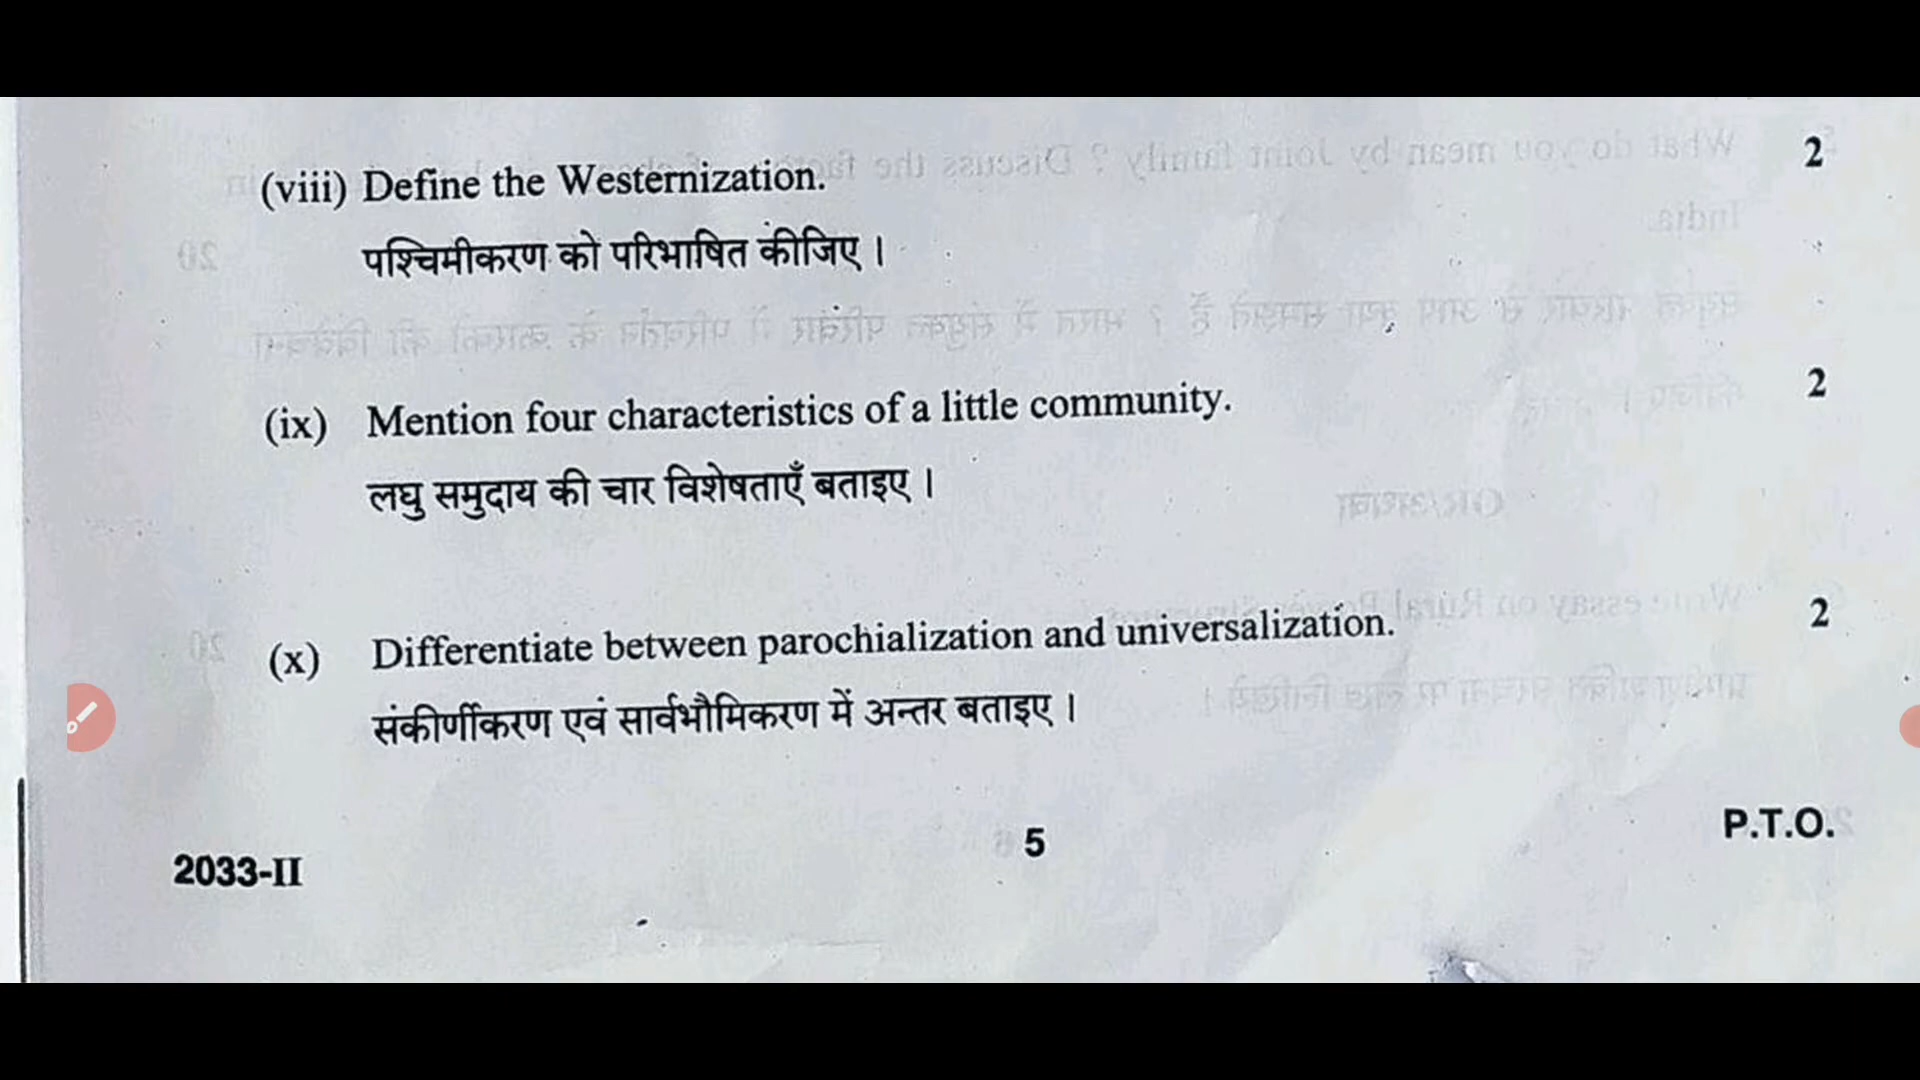 (viii) Define the Westernization. 2
पश्चिमीकरण को परिभाषित कीजिए ।
(ix) Mention four characteristics of a little community. 2
लघु समुदाय की चार विशेषताएँ बताइए ।
(x) Differentiate between parochialization and universalization. 2
संकीर्णीकरण एवं सार्वभौमिकरण में अन्तर बताइए ।
2033-II 5 P.T.O.